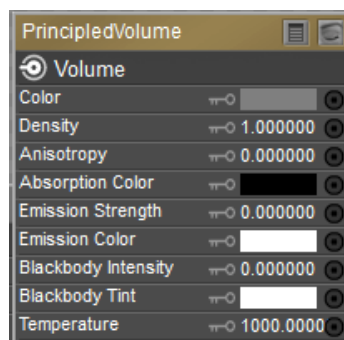 PrincipledVolume
Volume
Color
Density 1.000000
Anisotropy 0.000000
Absorption Color
Emission Strength 0.000000
Emission Color
Blackbody Intensity 0.000000
Blackbody Tint
Temperature 1000.0000